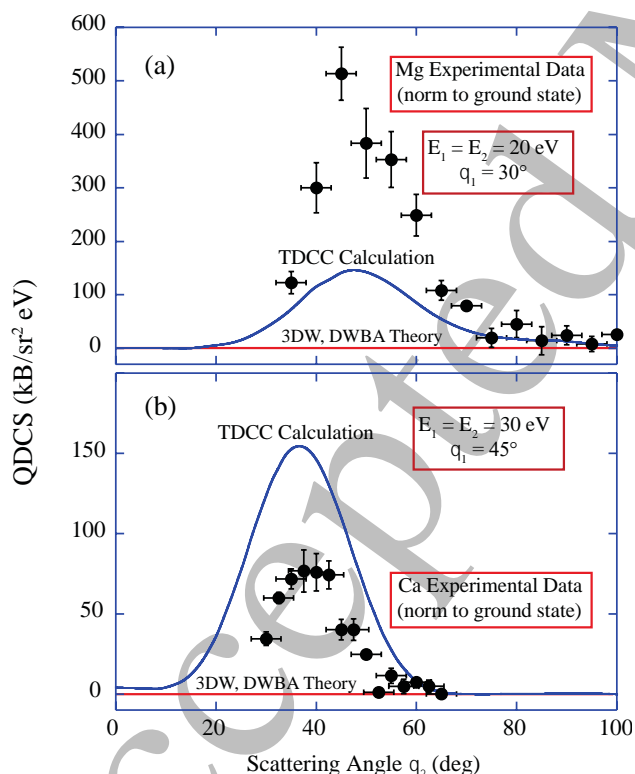 600
(a)
Mg Experimental Data
(norm to ground state)
500
E₁ = E₂ = 20 eV
q₁ = 30°
400
300
200
TDCC Calculation
100
3DW, DWBA Theory
0
QDCS (kB/sr² eV)
(b)
E₁ = E₂ = 30 eV
q₁ = 45°
TDCC Calculation
150
100
Ca Experimental Data
(norm to ground state)
50
3DW, DWBA Theory
0
0 20 40 60 80 100
Scattering Angle q₂ (deg)